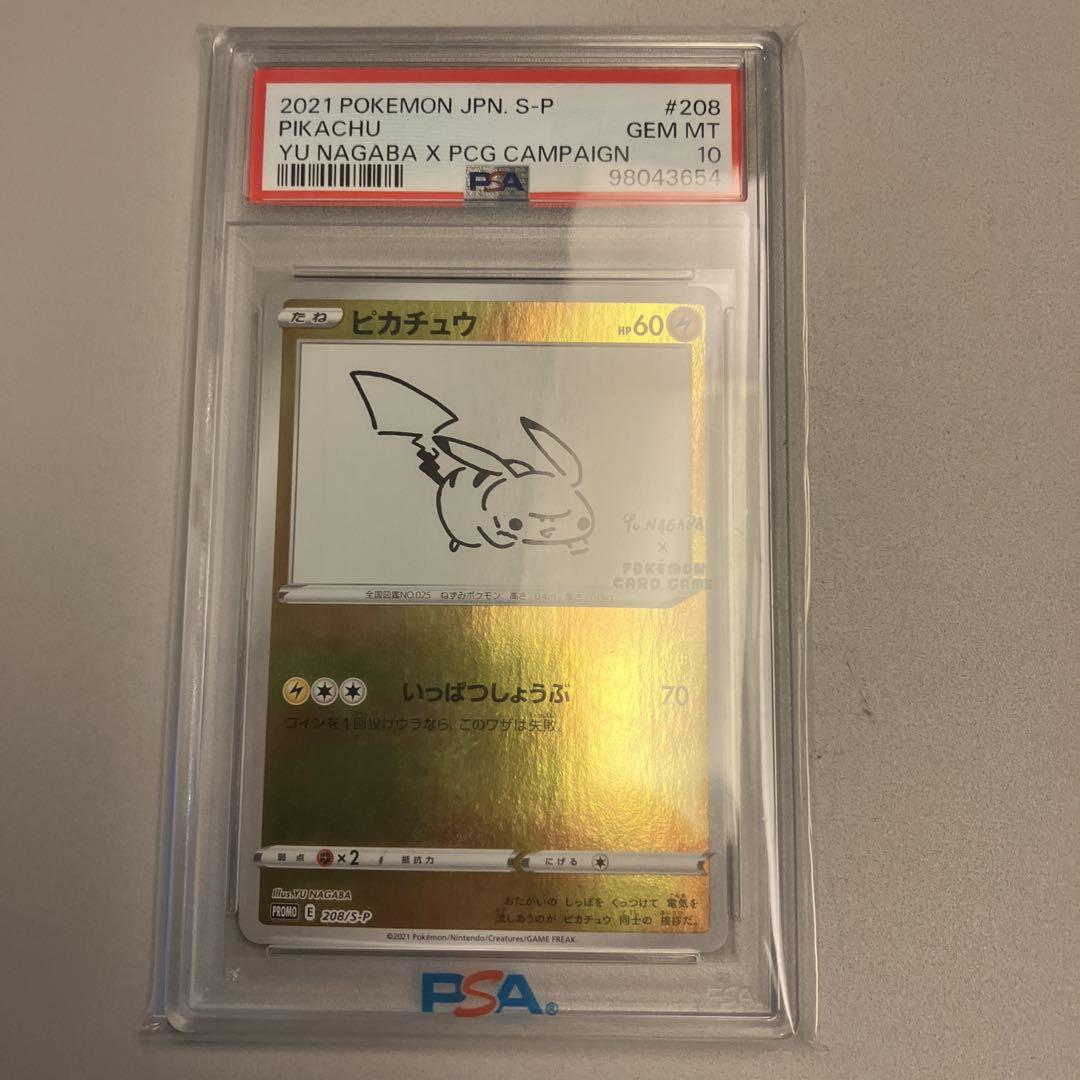 2021 POKEMON JPN. S-P #208
PIKACHU GEM MT
YU NAGABA X PCG CAMPAIGN 10
PSA 98043654
たね ピカチュウ HP60
Yu NAGABA
X
POKÉMON
CARD GAME
全国図鑑NO.025 ねずみポケモン 高さ 0.4m
いっぱつしょうぶ 70
コインを1回投げウラなら、このワザは失敗。
弱点 ×2 抵抗力 にげる
Illus.YU NAGABA
PROMO E 208/S-P
おたがいの しっぽを くっつけて 電気を
流しあうのが ピカチュウ 同士の 挨拶だ。
©2021 Pokémon/Nintendo/Creatures/GAME FREAK.
PSA®
PSA